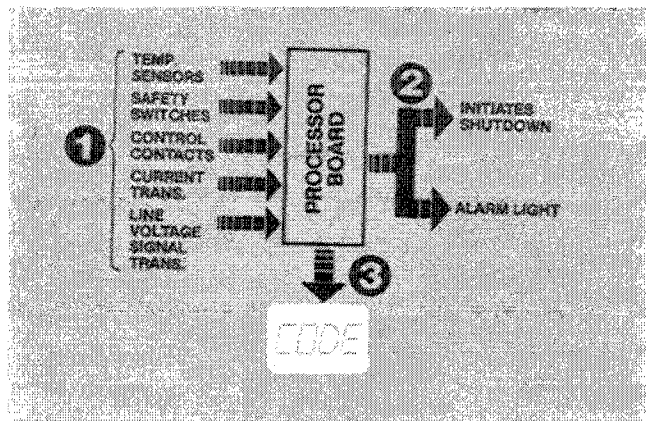 1
TEMP
SENSORS
SAFETY
SWITCHES
CONTROL
CONTACTS
CURRENT
TRANS.
LINE
VOLTAGE
SIGNAL
TRANS.
PROCESSOR
BOARD
2
INITIATES
SHUTDOWN
ALARM LIGHT
3
CODE